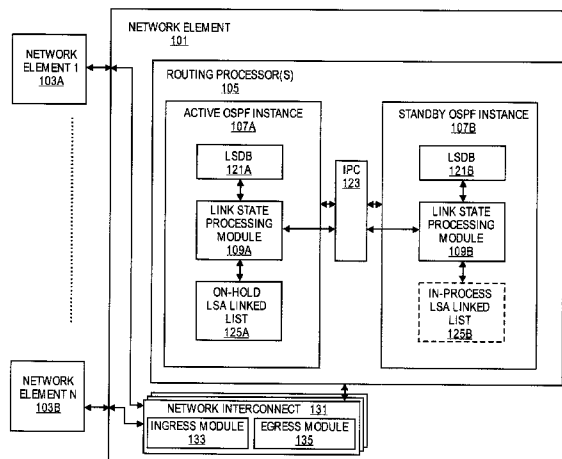 NETWORK ELEMENT
101
NETWORK
ELEMENT 1
103A
ROUTING PROCESSOR(S)
105
ACTIVE OSPF INSTANCE
107A
LSDB
121A
LINK STATE
PROCESSING
MODULE
109A
ON-HOLD
LSA LINKED
LIST
125A
IPC
123
STANDBY OSPF INSTANCE
107B
LSDB
121B
LINK STATE
PROCESSING
MODULE
109B
IN-PROCESS
LSA LINKED
LIST
125B
NETWORK
ELEMENT N
103B
NETWORK INTERCONNECT 131
INGRESS MODULE
133
EGRESS MODULE
135